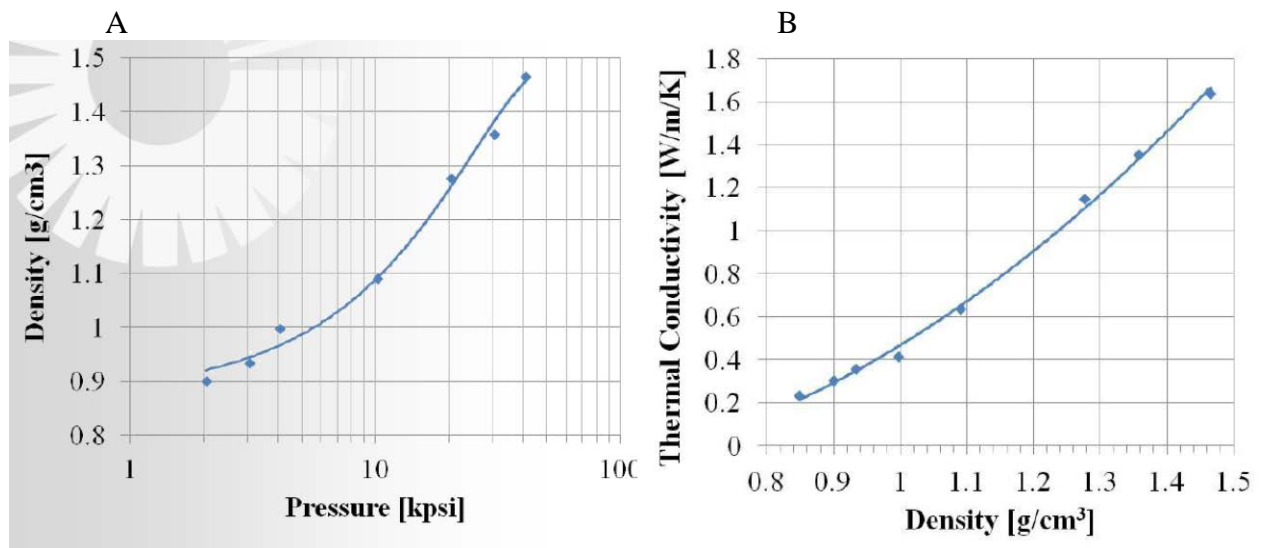 A
1.5
1.4
1.3
1.2
1.1
1
0.9
0.8
Density [g/cm3]
1 10 100
Pressure [kpsi]
B
1.8
1.6
1.4
1.2
1
0.8
0.6
0.4
0.2
0
Thermal Conductivity [W/m/K]
0.8 0.9 1 1.1 1.2 1.3 1.4 1.5
Density [g/cm³]